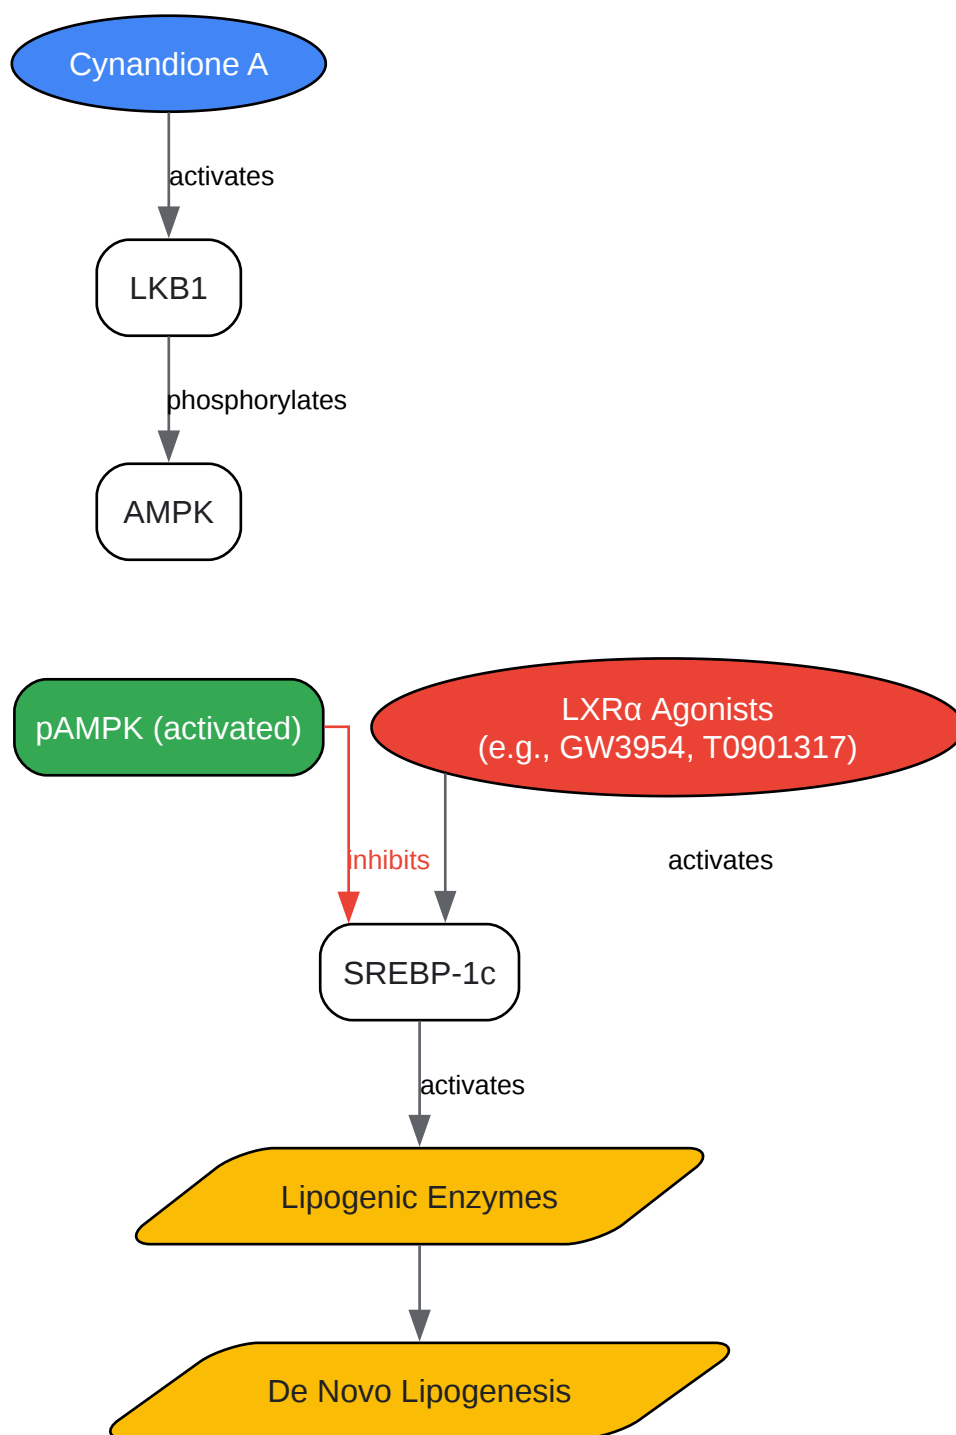 Cynandione A
activates
LKB1
phosphorylates
AMPK
pAMPK (activated)
LXRα Agonists
(e.g., GW3954, T0901317)
inhibits
activates
SREBP-1c
activates
Lipogenic Enzymes
De Novo Lipogenesis